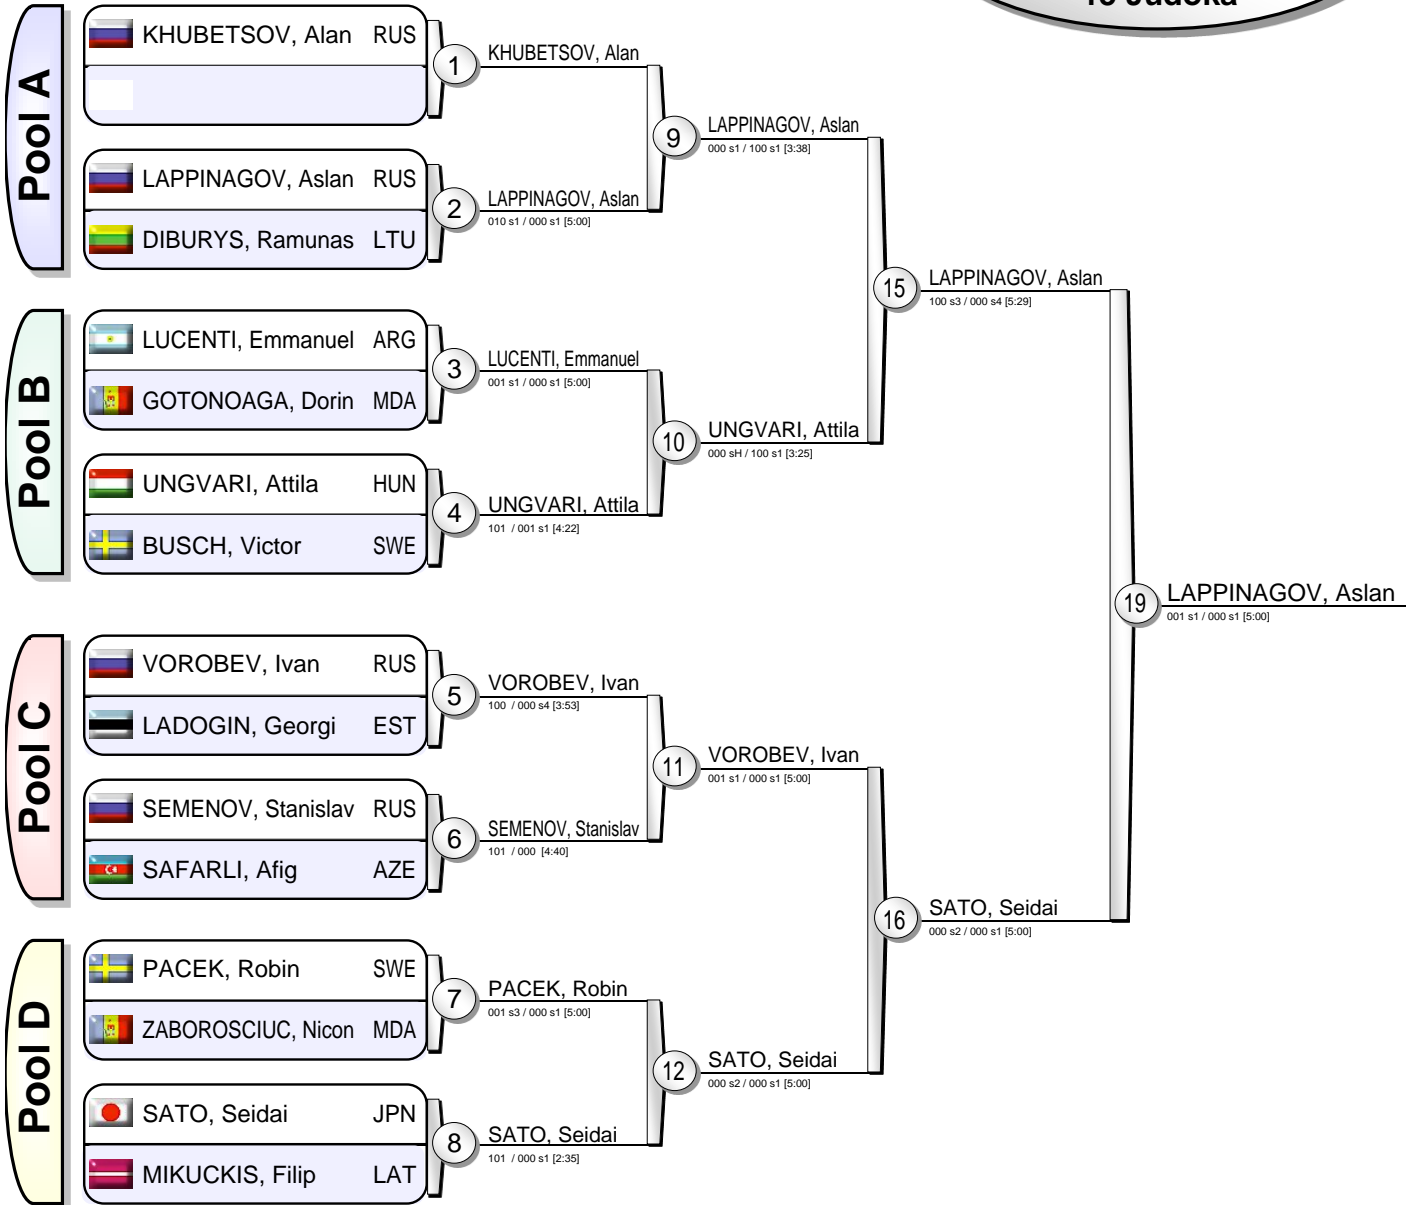 Pool A
KHUBETSOV, Alan RUS
LAPPINAGOV, Aslan RUS
DIBURYS, Ramunas LTU
Pool B
LUCENTI, Emmanuel ARG
GOTONOAGA, Dorin MDA
UNGVARI, Attila HUN
BUSCH, Victor SWE
Pool C
VOROBEV, Ivan RUS
LADOGIN, Georgi EST
SEMENOV, Stanislav RUS
SAFARLI, Afig AZE
Pool D
PACEK, Robin SWE
ZABOROSCIUC, Nicon MDA
SATO, Seidai JPN
MIKUCKIS, Filip LAT
1
KHUBETSOV, Alan
2
LAPPINAGOV, Aslan
010 s1 / 000 s1 [5:00]
3
LUCENTI, Emmanuel
001 s1 / 000 s1 [5:00]
4
UNGVARI, Attila
101 / 001 s1 [4:22]
5
VOROBEV, Ivan
100 / 000 s4 [3:53]
6
SEMENOV, Stanislav
101 / 000 [4:40]
7
PACEK, Robin
001 s3 / 000 s1 [5:00]
8
SATO, Seidai
101 / 000 s1 [2:35]
9
LAPPINAGOV, Aslan
000 s1 / 100 s1 [3:38]
10
UNGVARI, Attila
000 sH / 100 s1 [3:25]
11
VOROBEV, Ivan
001 s1 / 000 s1 [5:00]
12
SATO, Seidai
000 s2 / 000 s1 [5:00]
15
LAPPINAGOV, Aslan
100 s3 / 000 s4 [5:29]
16
SATO, Seidai
000 s2 / 000 s1 [5:00]
19
LAPPINAGOV, Aslan
001 s1 / 000 s1 [5:00]
Judoka